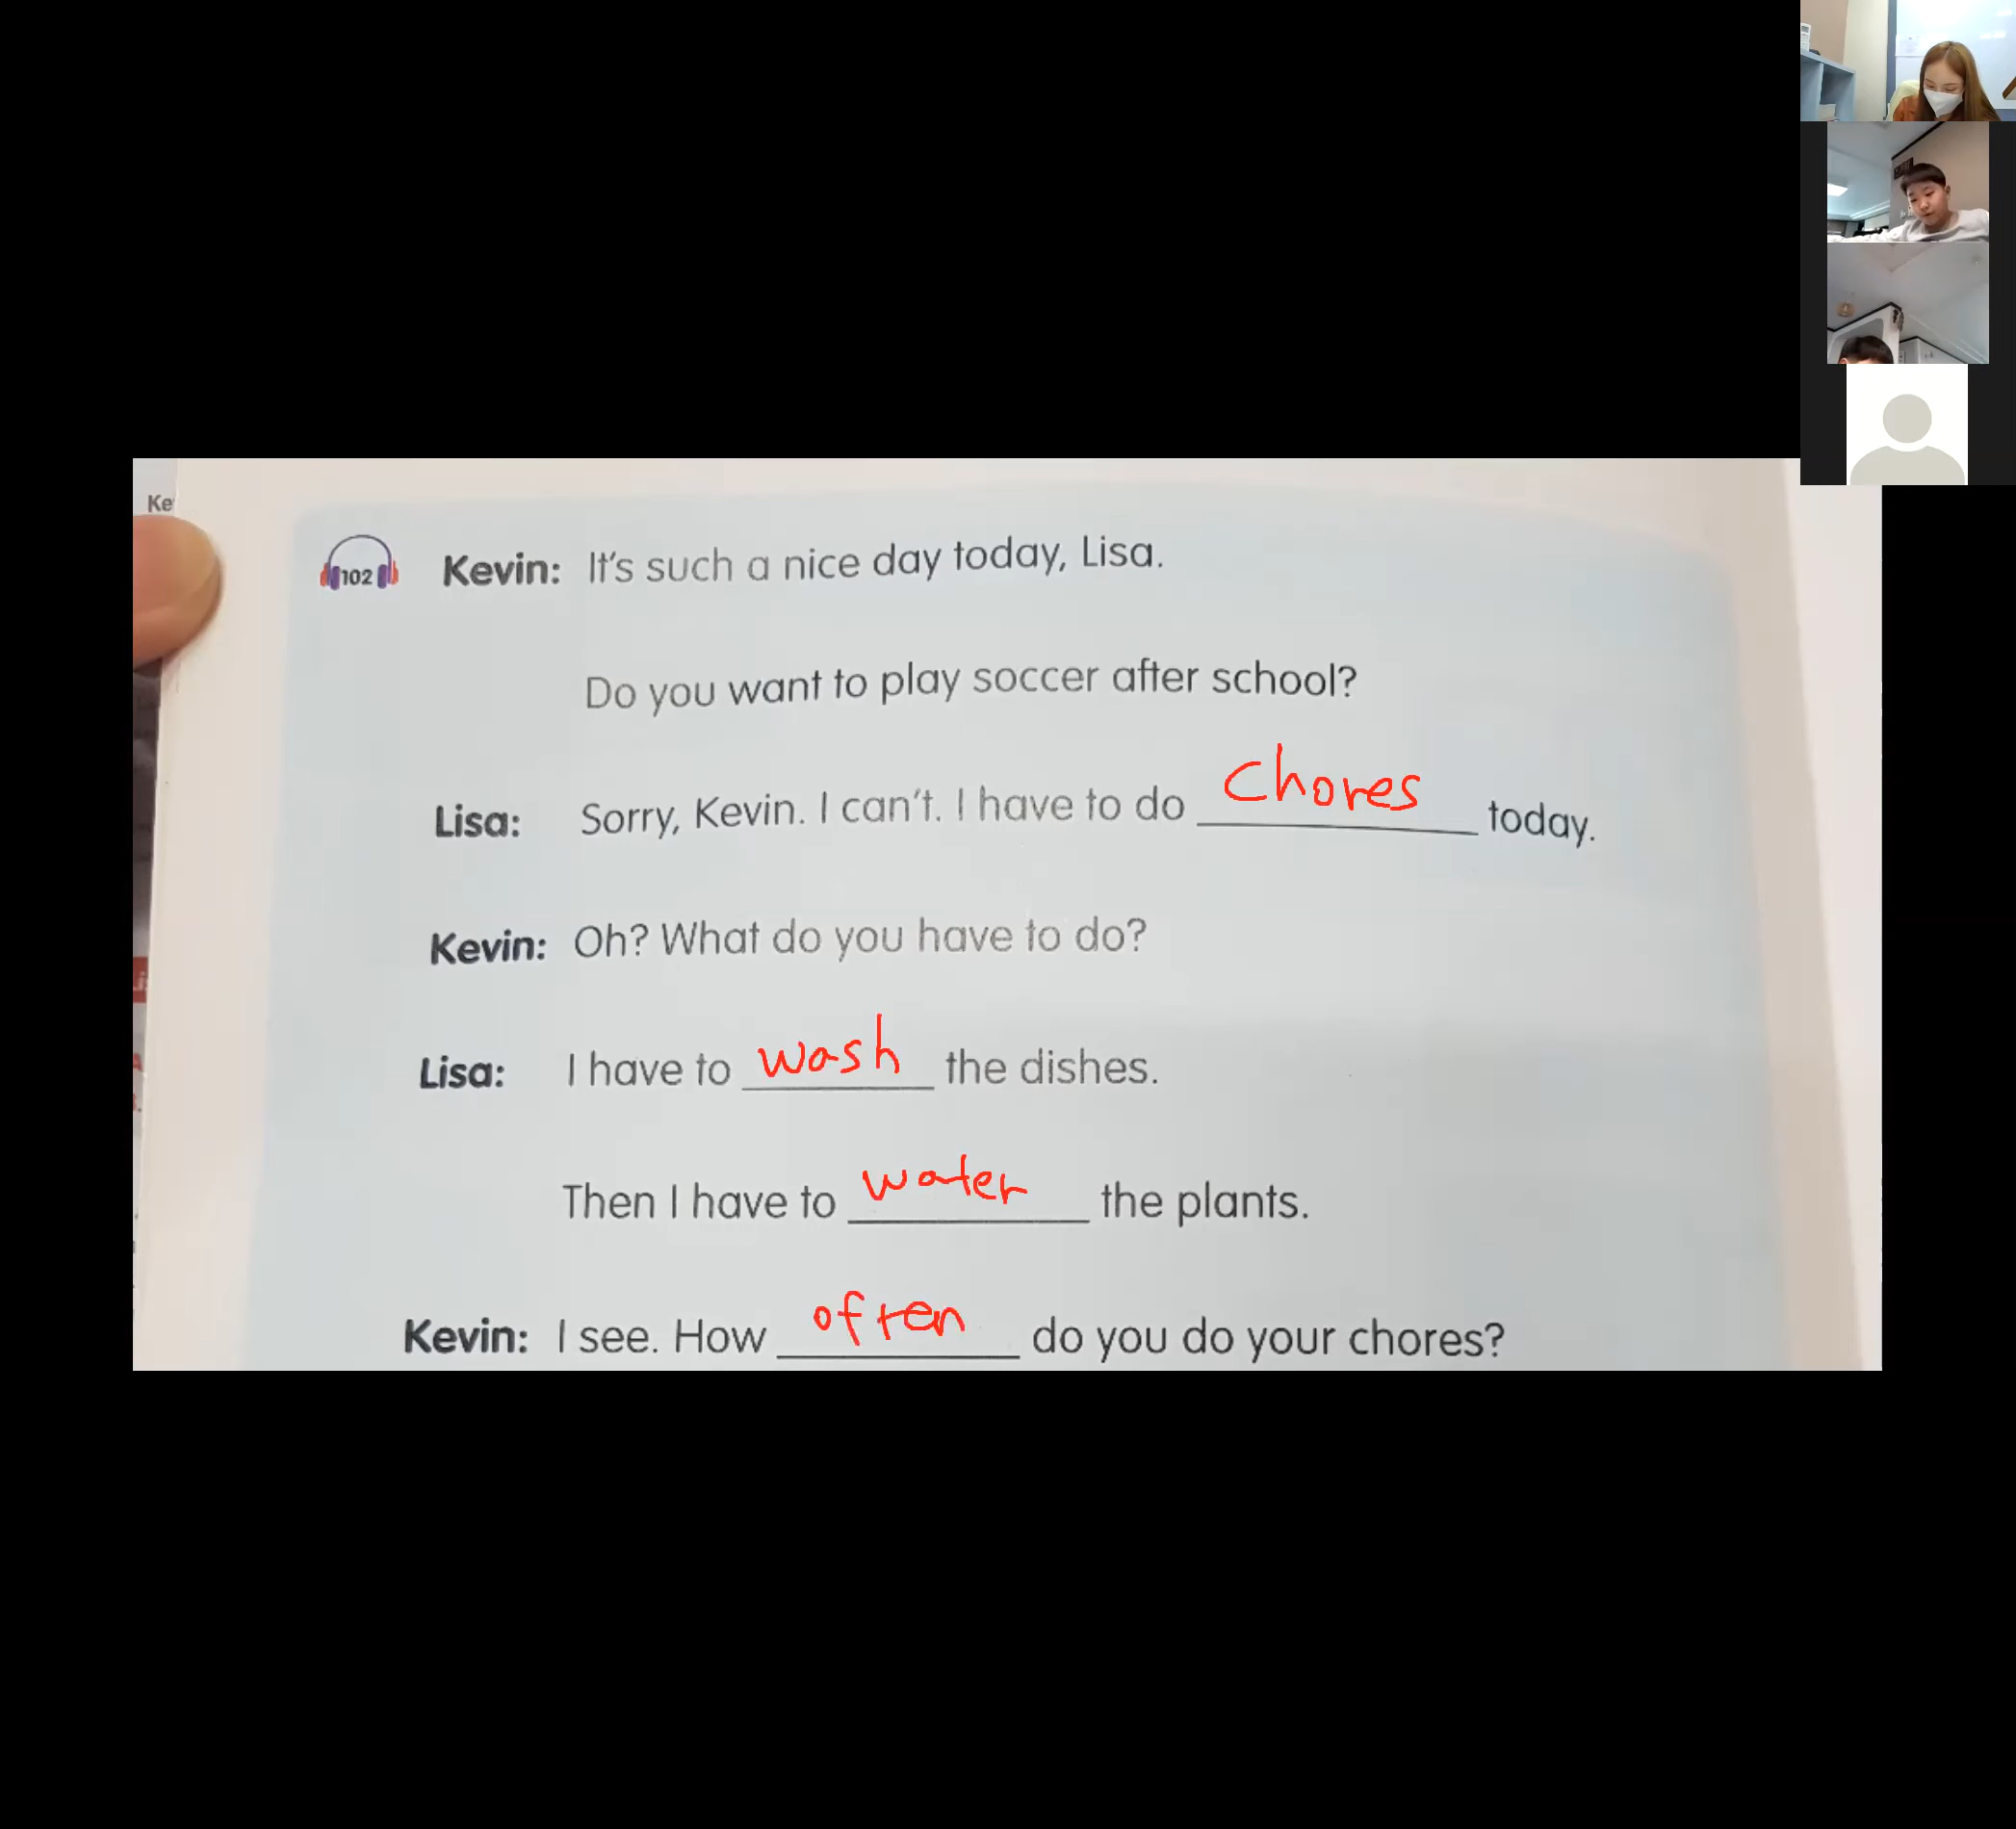 Ke
102 Kevin: It's such a nice day today, Lisa.
Do you want to play soccer after school?
Lisa: Sorry, Kevin. I can't. I have to do chores today.
Kevin: Oh? What do you have to do?
Lisa: I have to wash the dishes.
Then I have to water the plants.
Kevin: I see. How often do you do your chores?